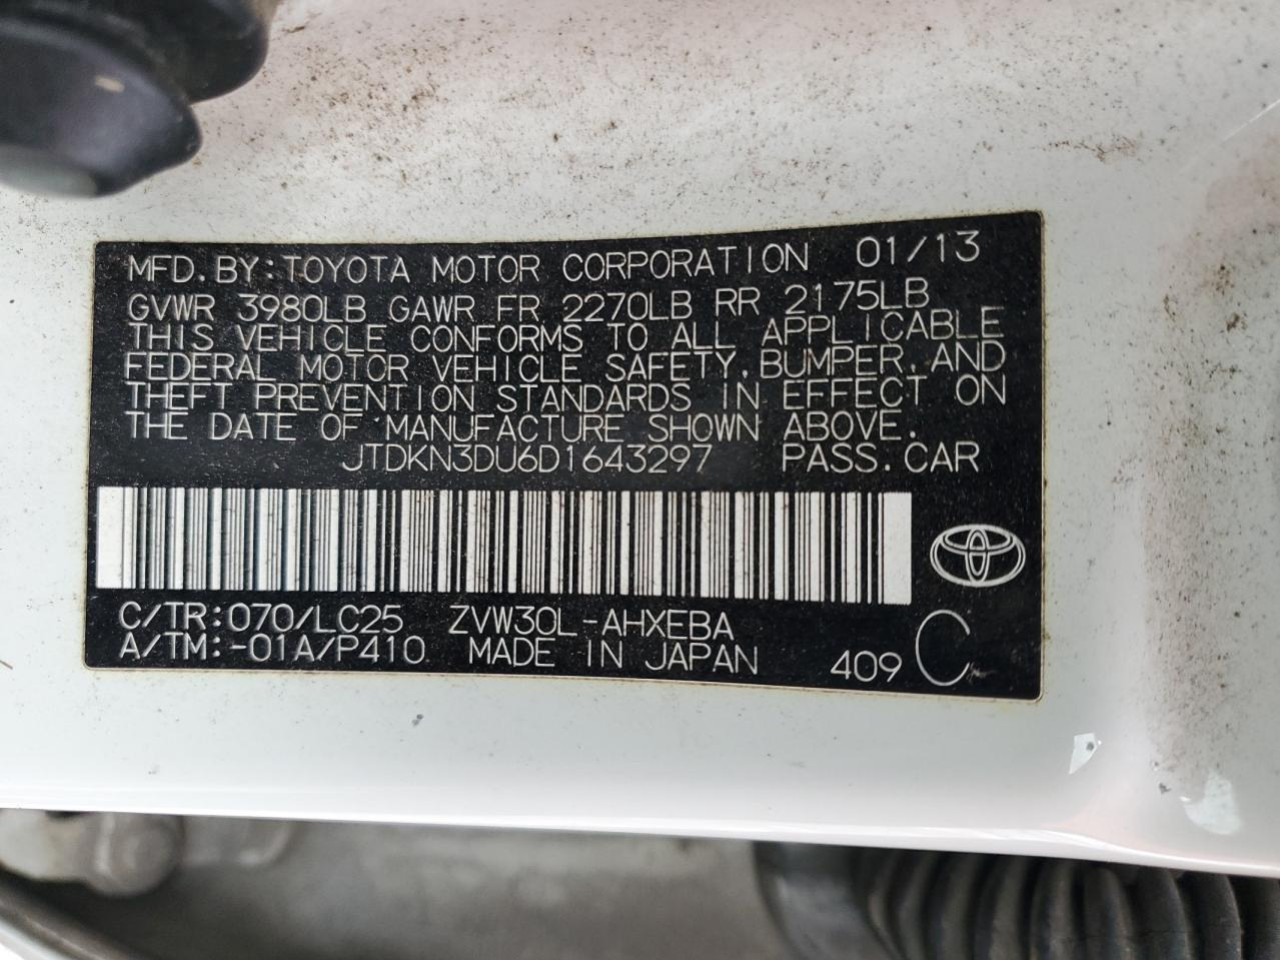 MFD.BY:TOYOTA MOTOR CORPORATION 01/13
GVWR 3980LB GAWR FR 2270LB RR 2175LB
THIS VEHICLE CONFORMS TO ALL APPLICABLE
FEDERAL MOTOR VEHICLE SAFETY,BUMPER,AND
THEFT PREVENTION STANDARDS IN EFFECT ON
THE DATE OF MANUFACTURE SHOWN ABOVE.
JTDKN3DU6D1643297 PASS.CAR
C/TR:070/LC25 ZVW30L-AHXEBA
A/TM:-01A/P410 MADE IN JAPAN 409 C